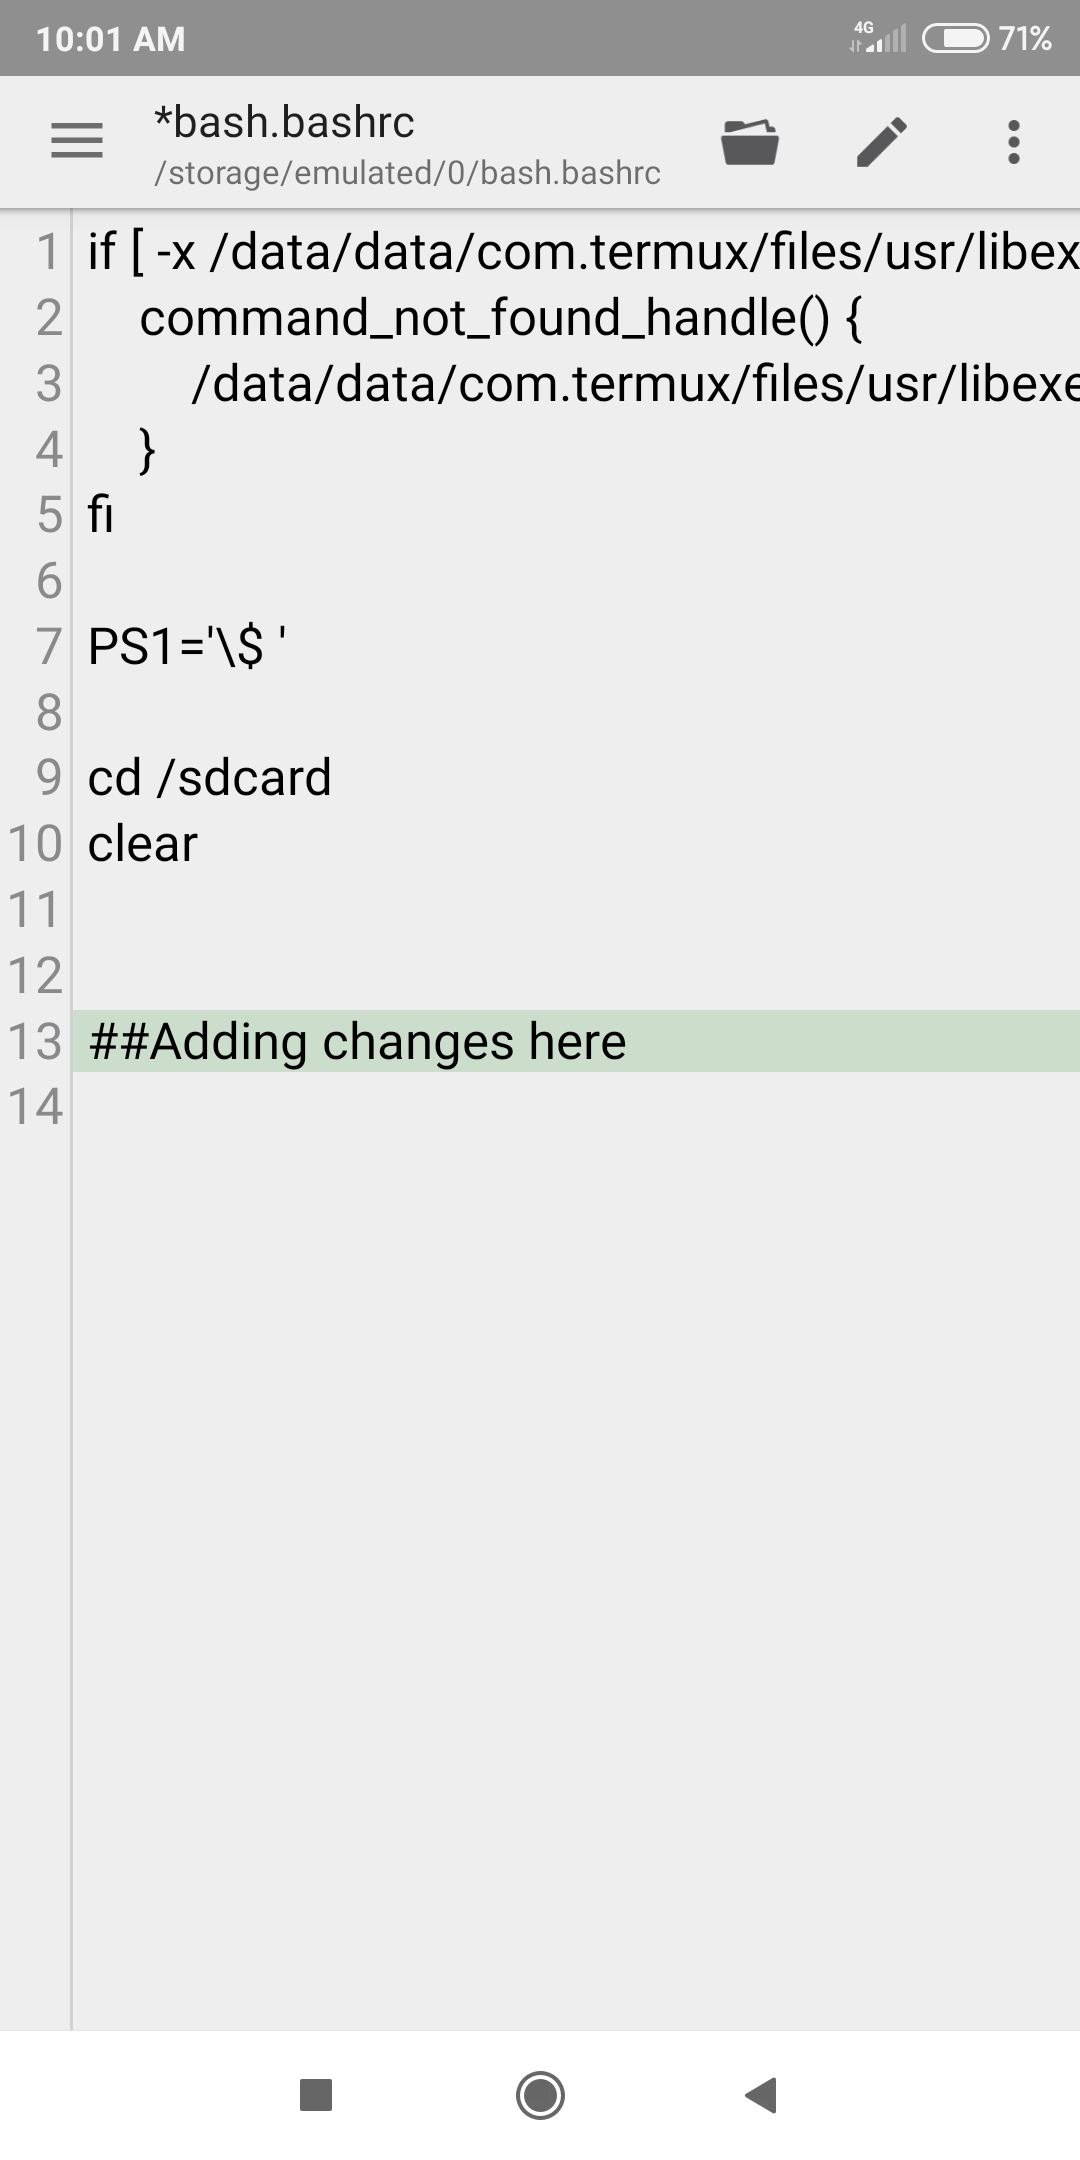 10:01 AM
4G
71%
*bash.bashrc
/storage/emulated/0/bash.bashrc
1 if [ -x /data/data/com.termux/files/usr/libex
2     command_not_found_handle() {
3         /data/data/com.termux/files/usr/libexe
4     }
5 fi
6
7 PS1='\$ '
8
9 cd /sdcard
10 clear
11
12
13 ##Adding changes here
14